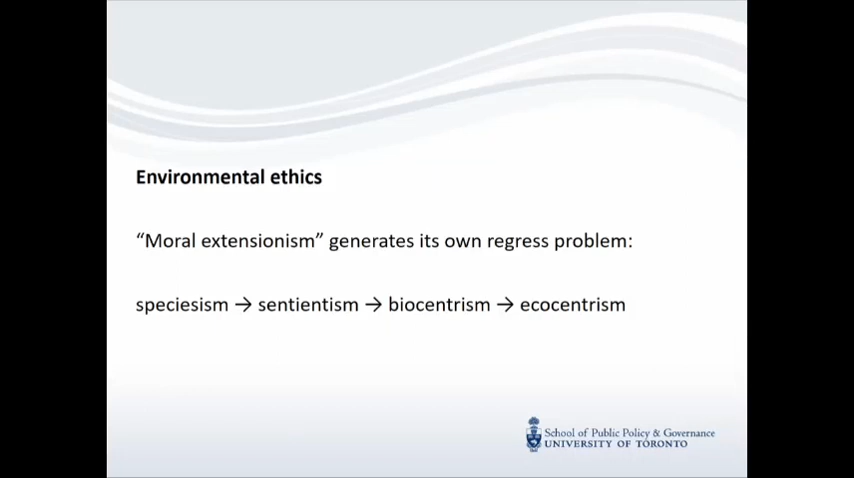 Environmental ethics
“Moral extensionism” generates its own regress problem:
speciesism → sentientism → biocentrism → ecocentrism
School of Public Policy & Governance
UNIVERSITY OF TORONTO